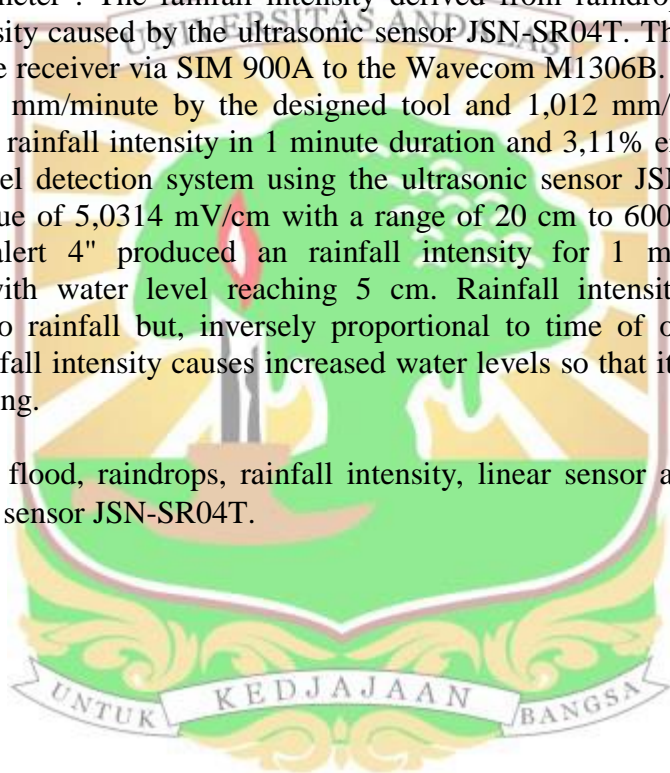 meter". The rainfall intensity derived from raindrop
sity caused by the ultrasonic sensor JSN-SR04T. Th
UNIVERSITAS ANDALAS
e receiver via SIM 900A to the Wavecom M1306B.
mm/minute by the designed tool and 1,012 mm/
rainfall intensity in 1 minute duration and 3,11% e
el detection system using the ultrasonic sensor JSN
ue of 5,0314 mV/cm with a range of 20 cm to 600
alert 4" produced an rainfall intensity for 1 m
with water level reaching 5 cm. Rainfall intensit
o rainfall but, inversely proportional to time of o
fall intensity causes increased water levels so that it
ng.
flood, raindrops, rainfall intensity, linear sensor a
sensor JSN-SR04T.
UNTUK KEDJAJAAN BANGSA